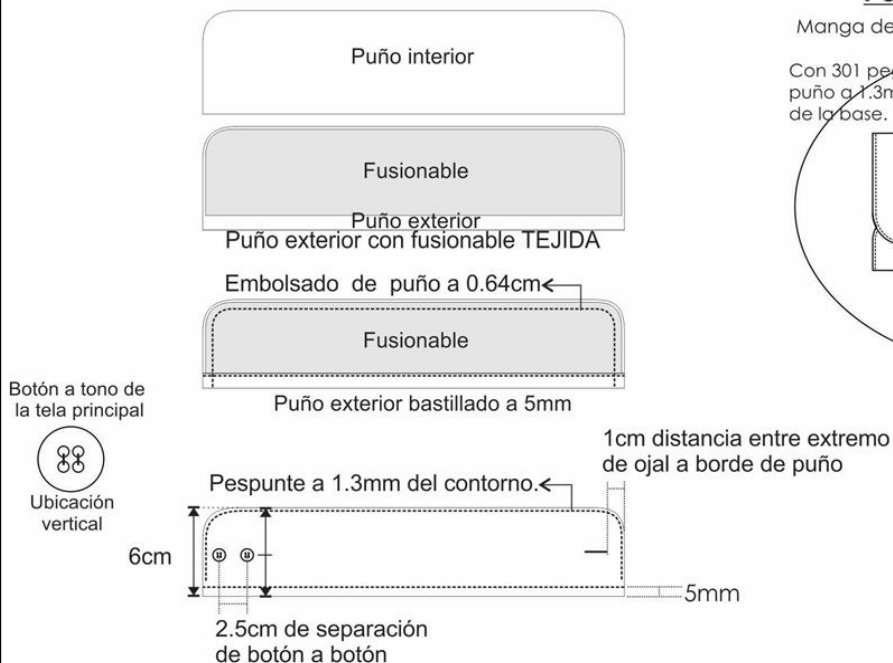 Puño interior
Fusionable
Puño exterior
Puño exterior con fusionable TEJIDA
Embolsado de puño a 0.64cm
Fusionable
Puño exterior bastillado a 5mm
Botón a tono de
la tela principal
Ubicación
vertical
1cm distancia entre extremo
de ojal a borde de puño
Pespunte a 1.3mm del contorno.
6cm
5mm
2.5cm de separación
de botón a botón
Manga de
Con 301
puño a 1.3m
de la base.